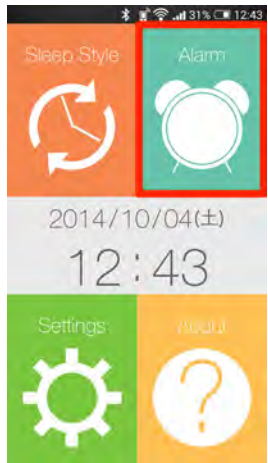 31% 12:43
Sleep Style
Alarm
2014/10/04(土)
12:43
Settings
About
?